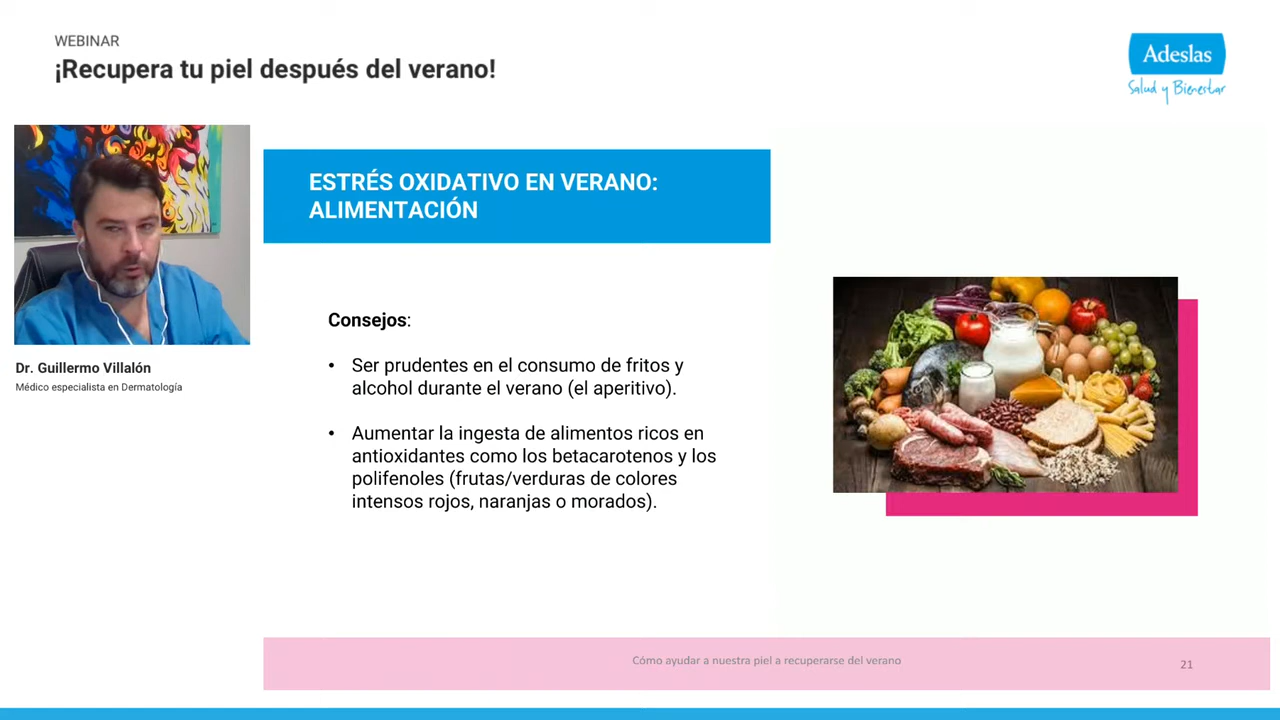 WEBINAR
¡Recupera tu piel después del verano!
Adeslas
Salud y Bienestar
Dr. Guillermo Villalón
Médico especialista en Dermatología
ESTRÉS OXIDATIVO EN VERANO:
ALIMENTACIÓN
Consejos:
• Ser prudentes en el consumo de fritos y
alcohol durante el verano (el aperitivo).
• Aumentar la ingesta de alimentos ricos en
antioxidantes como los betacarotenos y los
polifenoles (frutas/verduras de colores
intensos rojos, naranjas o morados).
Cómo ayudar a nuestra piel a recuperarse del verano
21